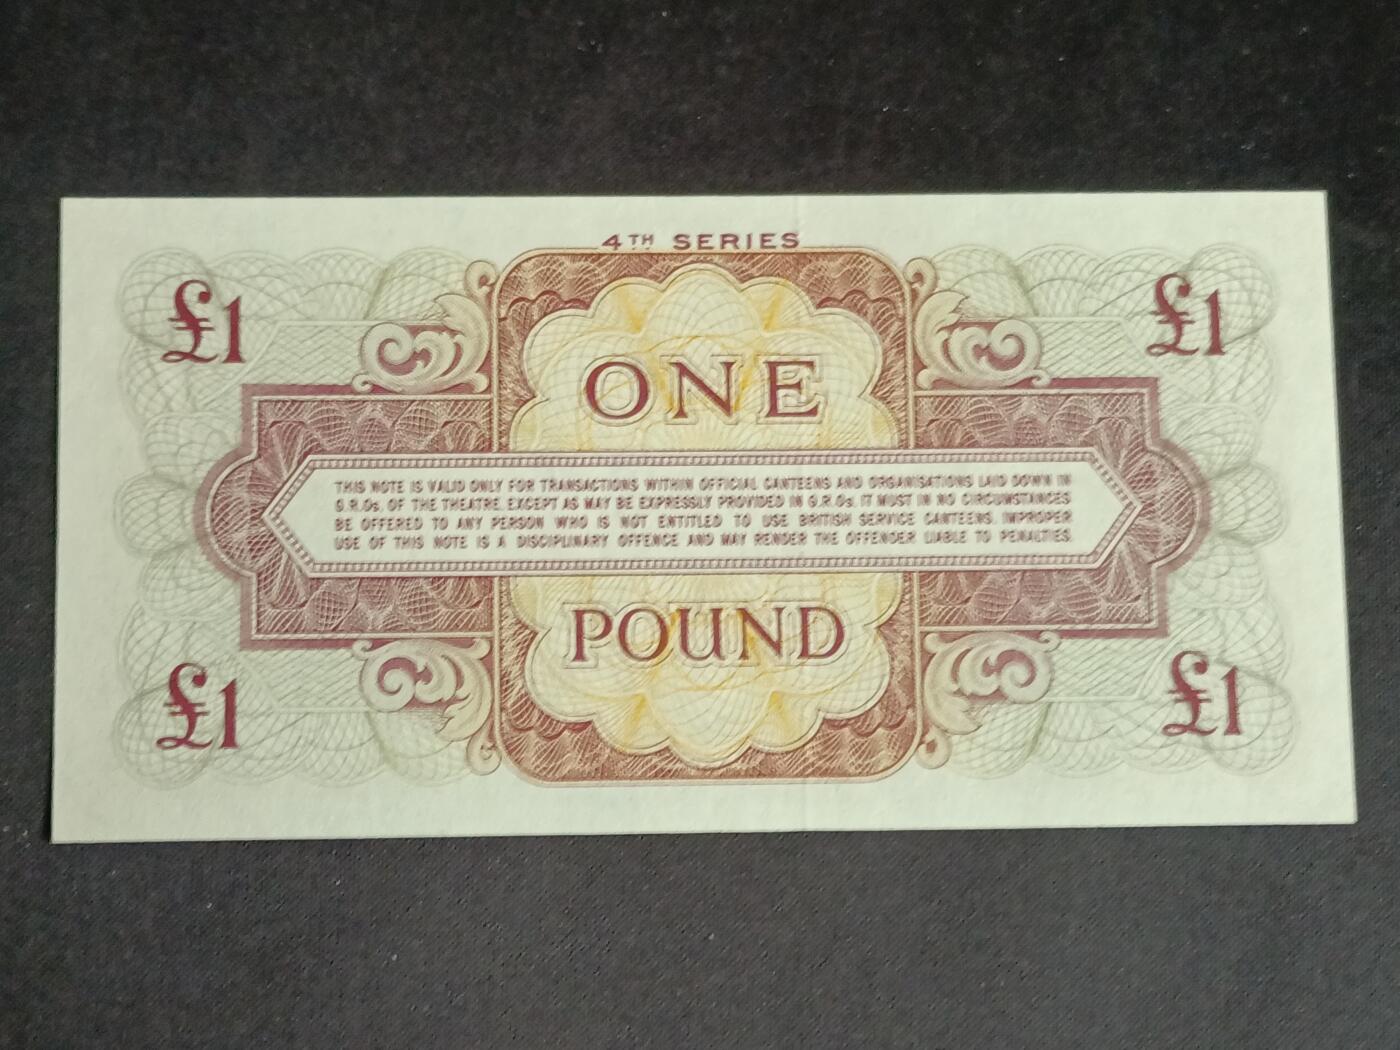 4TH SERIES
£1
£1
ONE
THIS NOTE IS VALID ONLY FOR TRANSACTIONS WITHIN OFFICIAL CANTEENS AND ORGANISATIONS LAID DOWN IN
G.R.Os. OF THE THEATRE. EXCEPT AS MAY BE EXPRESSLY PROVIDED IN G.R.Os. IT MUST IN NO CIRCUMSTANCES
BE OFFERED TO ANY PERSON WHO IS NOT ENTITLED TO USE BRITISH SERVICE CANTEENS. IMPROPER
USE OF THIS NOTE IS A DISCIPLINARY OFFENCE AND MAY RENDER THE OFFENDER LIABLE TO PENALTIES.
POUND
£1
£1